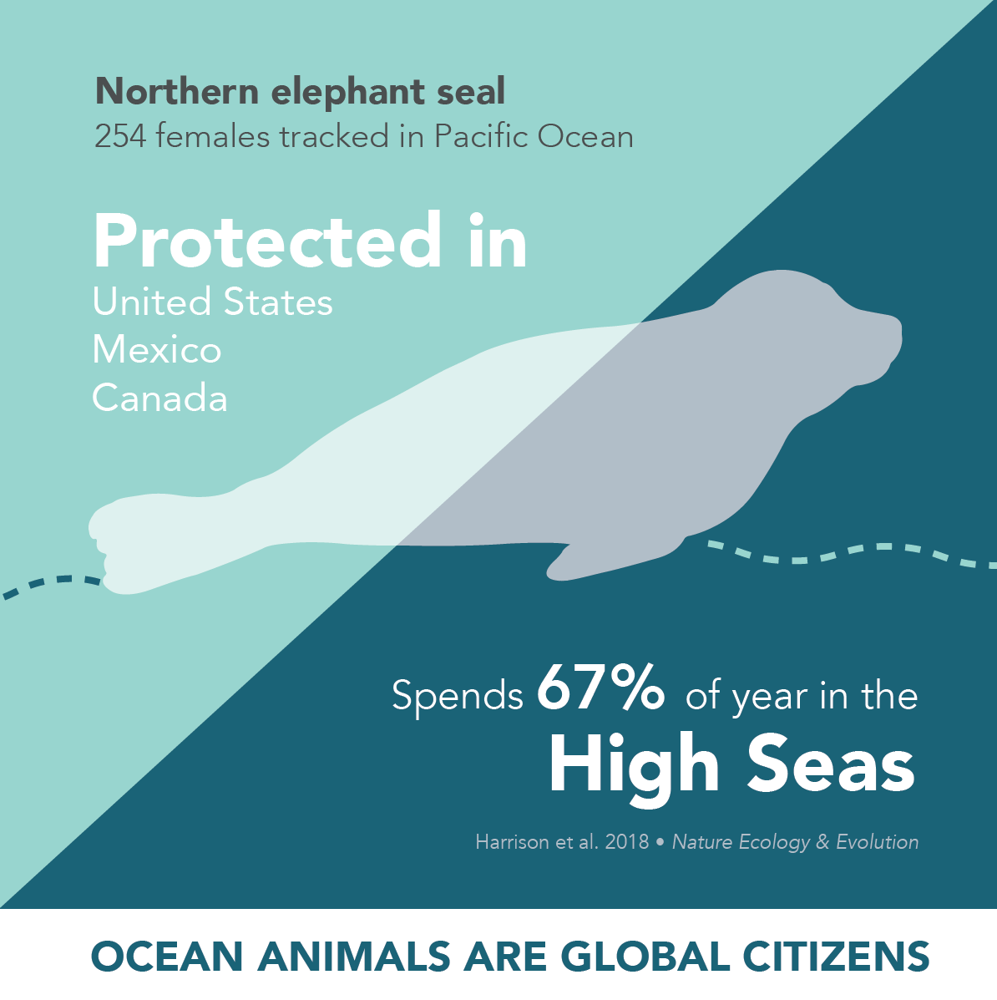 Northern elephant seal
254 females tracked in Pacific Ocean
Protected in
United States
Mexico
Canada
Spends 67% of year in the
High Seas
Harrison et al. 2018 • Nature Ecology & Evolution
OCEAN ANIMALS ARE GLOBAL CITIZENS